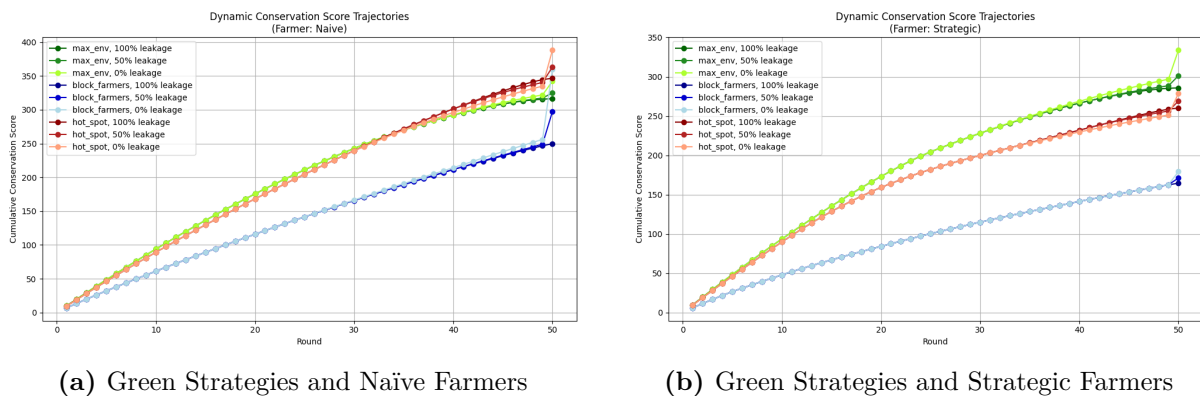 Dynamic Conservation Score Trajectories
(Farmer: Naive)
Cumulative Conservation Score
400
350
300
250
200
150
100
50
0
max_env, 100% leakage
max_env, 50% leakage
max_env, 0% leakage
block_farmers, 100% leakage
block_farmers, 50% leakage
block_farmers, 0% leakage
hot_spot, 100% leakage
hot_spot, 50% leakage
hot_spot, 0% leakage
0 10 20 30 40 50
Round
(a) Green Strategies and Naïve Farmers
Dynamic Conservation Score Trajectories
(Farmer: Strategic)
Cumulative Conservation Score
350
300
250
200
150
100
50
0
max_env, 100% leakage
max_env, 50% leakage
max_env, 0% leakage
block_farmers, 100% leakage
block_farmers, 50% leakage
block_farmers, 0% leakage
hot_spot, 100% leakage
hot_spot, 50% leakage
hot_spot, 0% leakage
0 10 20 30 40 50
Round
(b) Green Strategies and Strategic Farmers